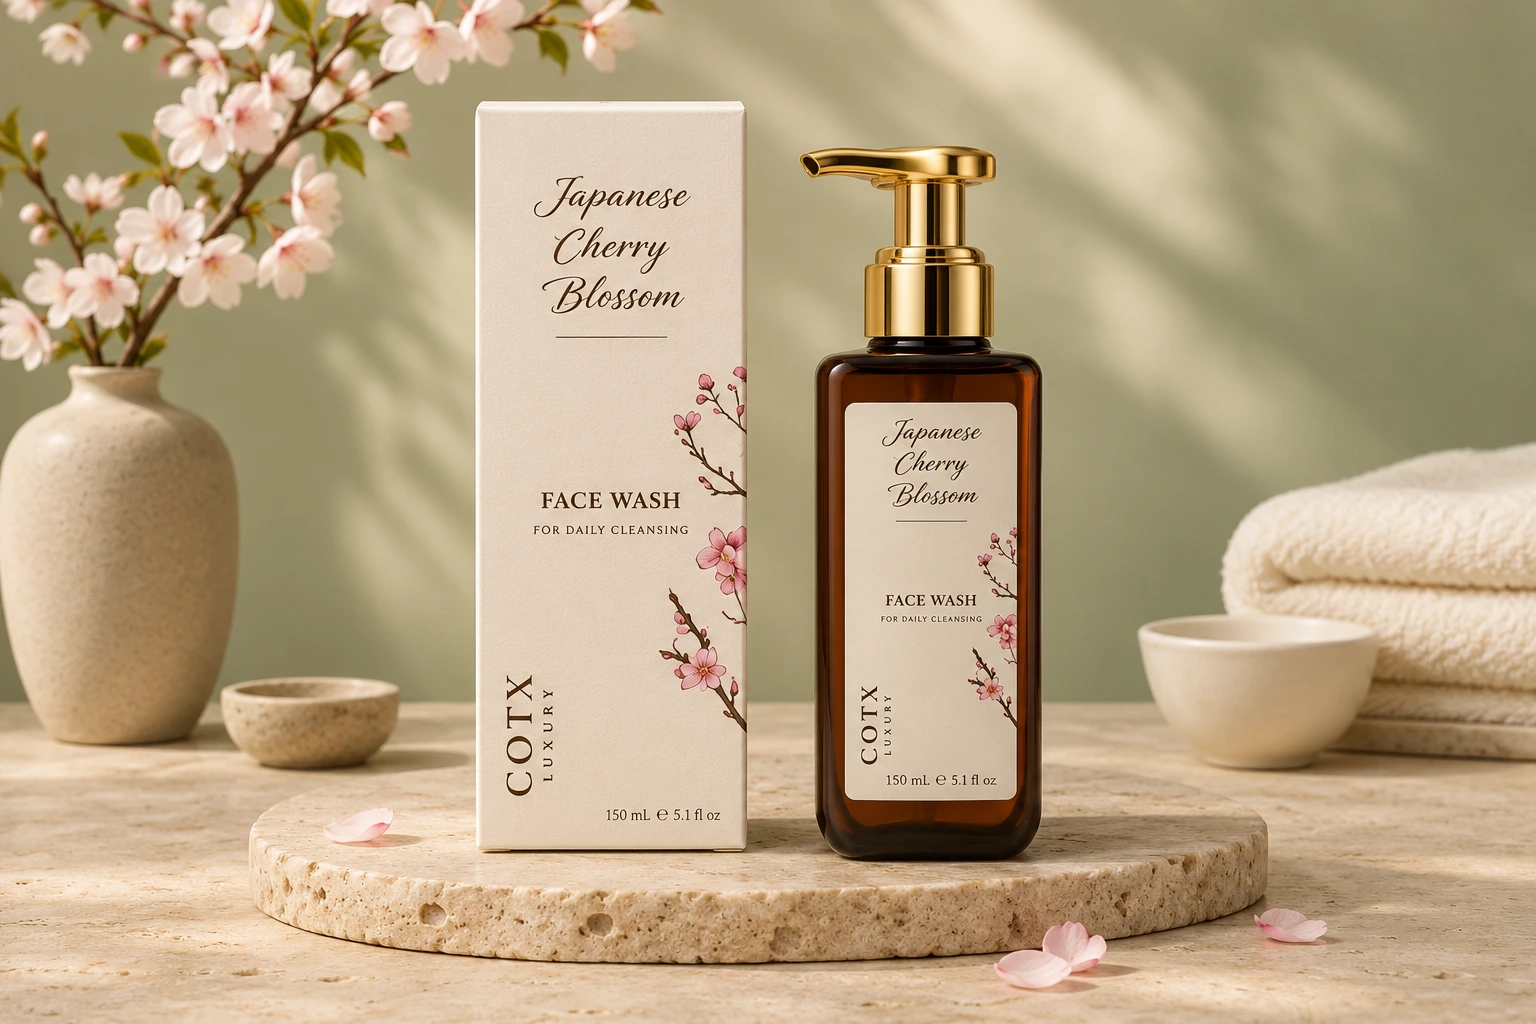 Japanese
Cherry
Blossom
FACE WASH
FOR DAILY CLEANSING
COTX
LUXURY
150 mL ℮ 5.1 fl oz
Japanese
Cherry
Blossom
FACE WASH
FOR DAILY CLEANSING
COTX
LUXURY
150 mL ℮ 5.1 fl oz